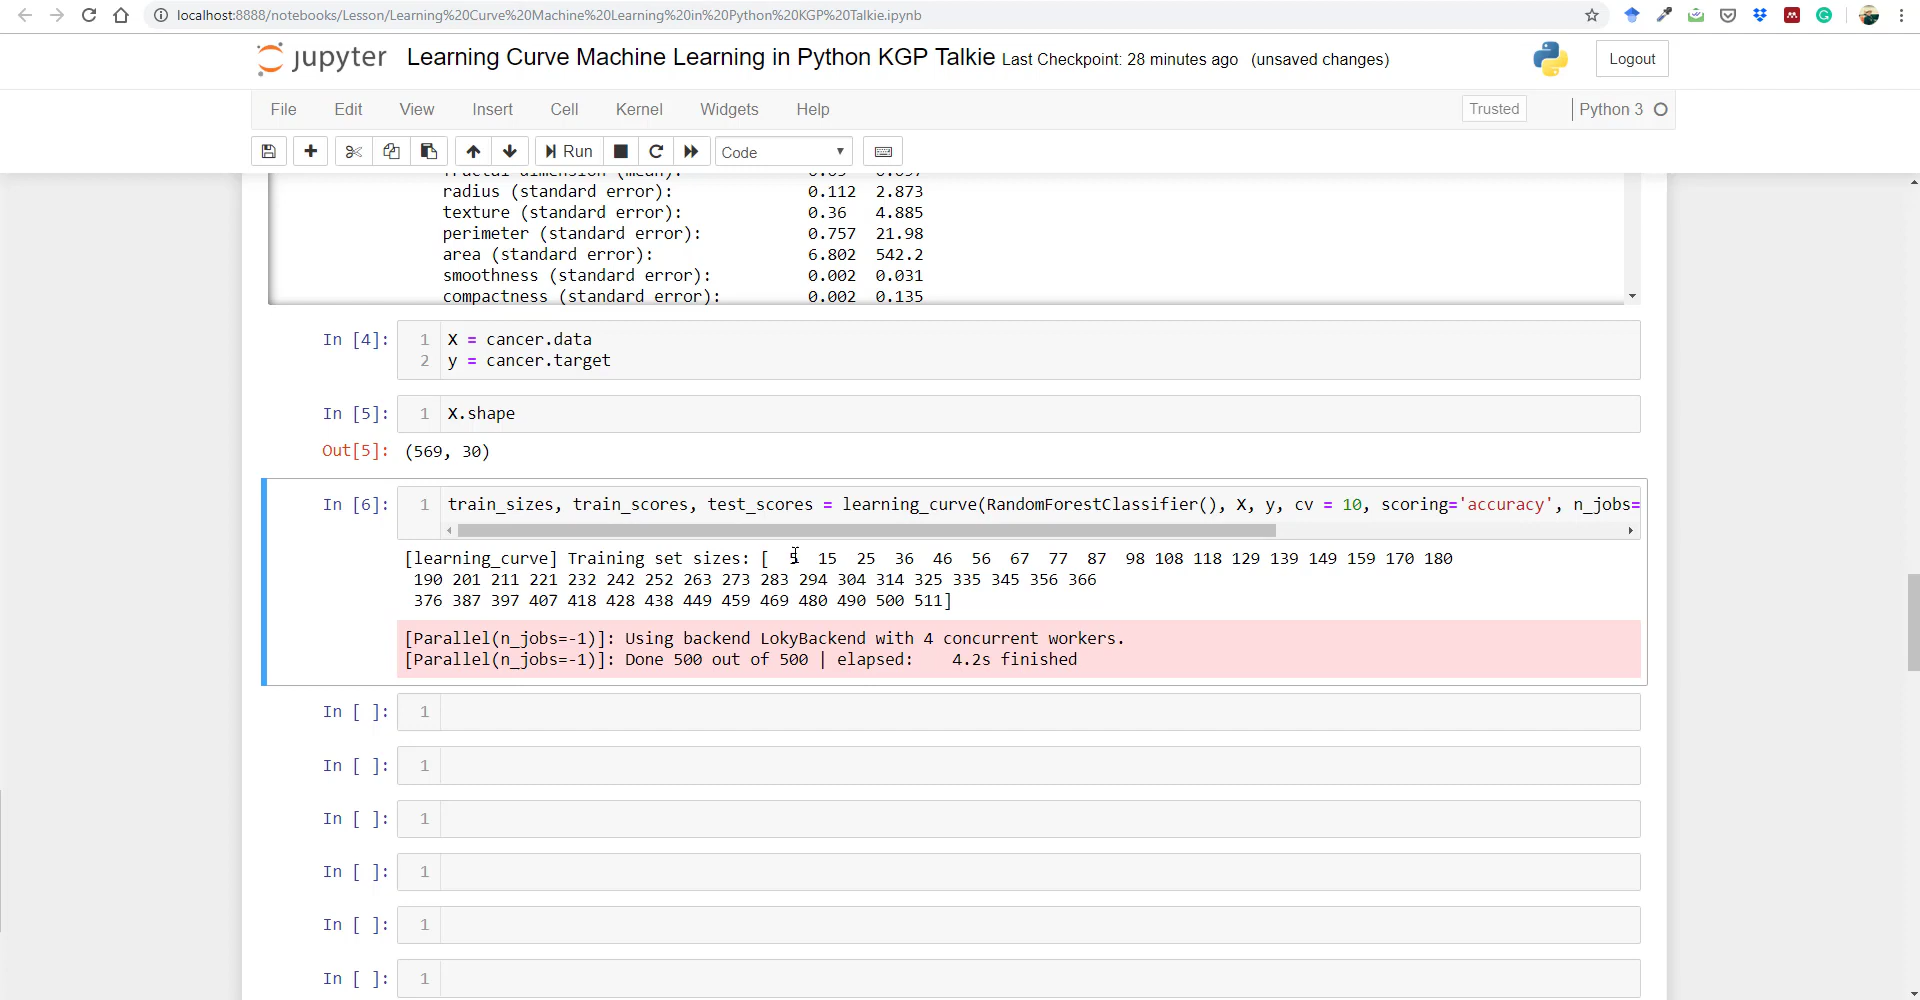 localhost:8888/notebooks/Lesson/Learning%20Curve%20Machine%20Learning%20in%20Python%20KGP%20Talkie.ipynb
jupyter Learning Curve Machine Learning in Python KGP Talkie Last Checkpoint: 28 minutes ago (unsaved changes) Logout
File Edit View Insert Cell Kernel Widgets Help Trusted Python 3
Run Code
fractal dimension (mean): 0.05 0.097
radius (standard error): 0.112 2.873
texture (standard error): 0.36 4.885
perimeter (standard error): 0.757 21.98
area (standard error): 6.802 542.2
smoothness (standard error): 0.002 0.031
compactness (standard error): 0.002 0.135
In [4]: 1 X = cancer.data
2 y = cancer.target
In [5]: 1 X.shape
Out[5]: (569, 30)
In [6]: 1 train_sizes, train_scores, test_scores = learning_curve(RandomForestClassifier(), X, y, cv = 10, scoring='accuracy', n_jobs=
[learning_curve] Training set sizes: [ 5 15 25 36 46 56 67 77 87 98 108 118 129 139 149 159 170 180
190 201 211 221 232 242 252 263 273 283 294 304 314 325 335 345 356 366
376 387 397 407 418 428 438 449 459 469 480 490 500 511]
[Parallel(n_jobs=-1)]: Using backend LokyBackend with 4 concurrent workers.
[Parallel(n_jobs=-1)]: Done 500 out of 500 | elapsed: 4.2s finished
In [ ]: 1
In [ ]: 1
In [ ]: 1
In [ ]: 1
In [ ]: 1
In [ ]: 1